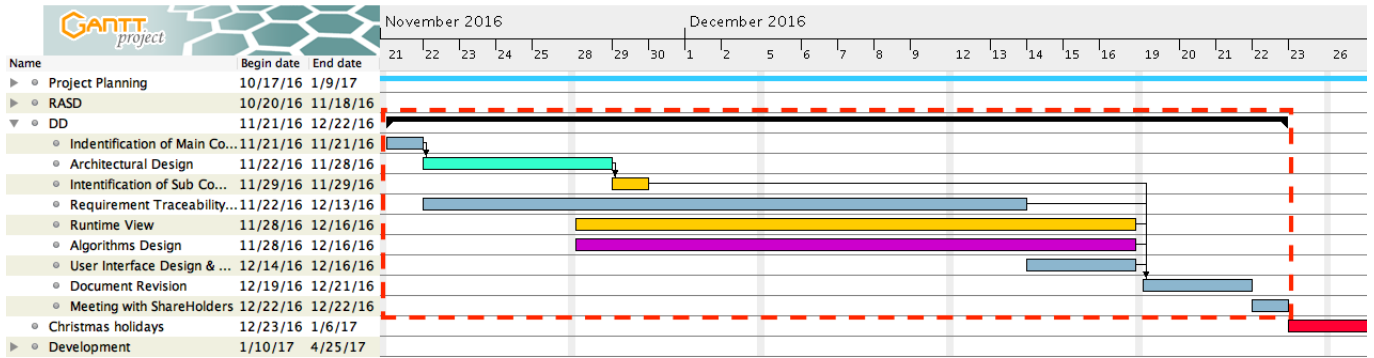 GANTT
project
November 2016 December 2016
21 22 23 24 25 28 29 30 1 2 5 6 7 8 9 12 13 14 15 16 19 20 21 22 23 26
Name Begin date End date
Project Planning 10/17/16 1/9/17
RASD 10/20/16 11/18/16
DD 11/21/16 12/22/16
Indentification of Main Co... 11/21/16 11/21/16
Architectural Design 11/22/16 11/28/16
Intentification of Sub Co... 11/29/16 11/29/16
Requirement Traceability... 11/22/16 12/13/16
Runtime View 11/28/16 12/16/16
Algorithms Design 11/28/16 12/16/16
User Interface Design & ... 12/14/16 12/16/16
Document Revision 12/19/16 12/21/16
Meeting with ShareHolders 12/22/16 12/22/16
Christmas holidays 12/23/16 1/6/17
Development 1/10/17 4/25/17